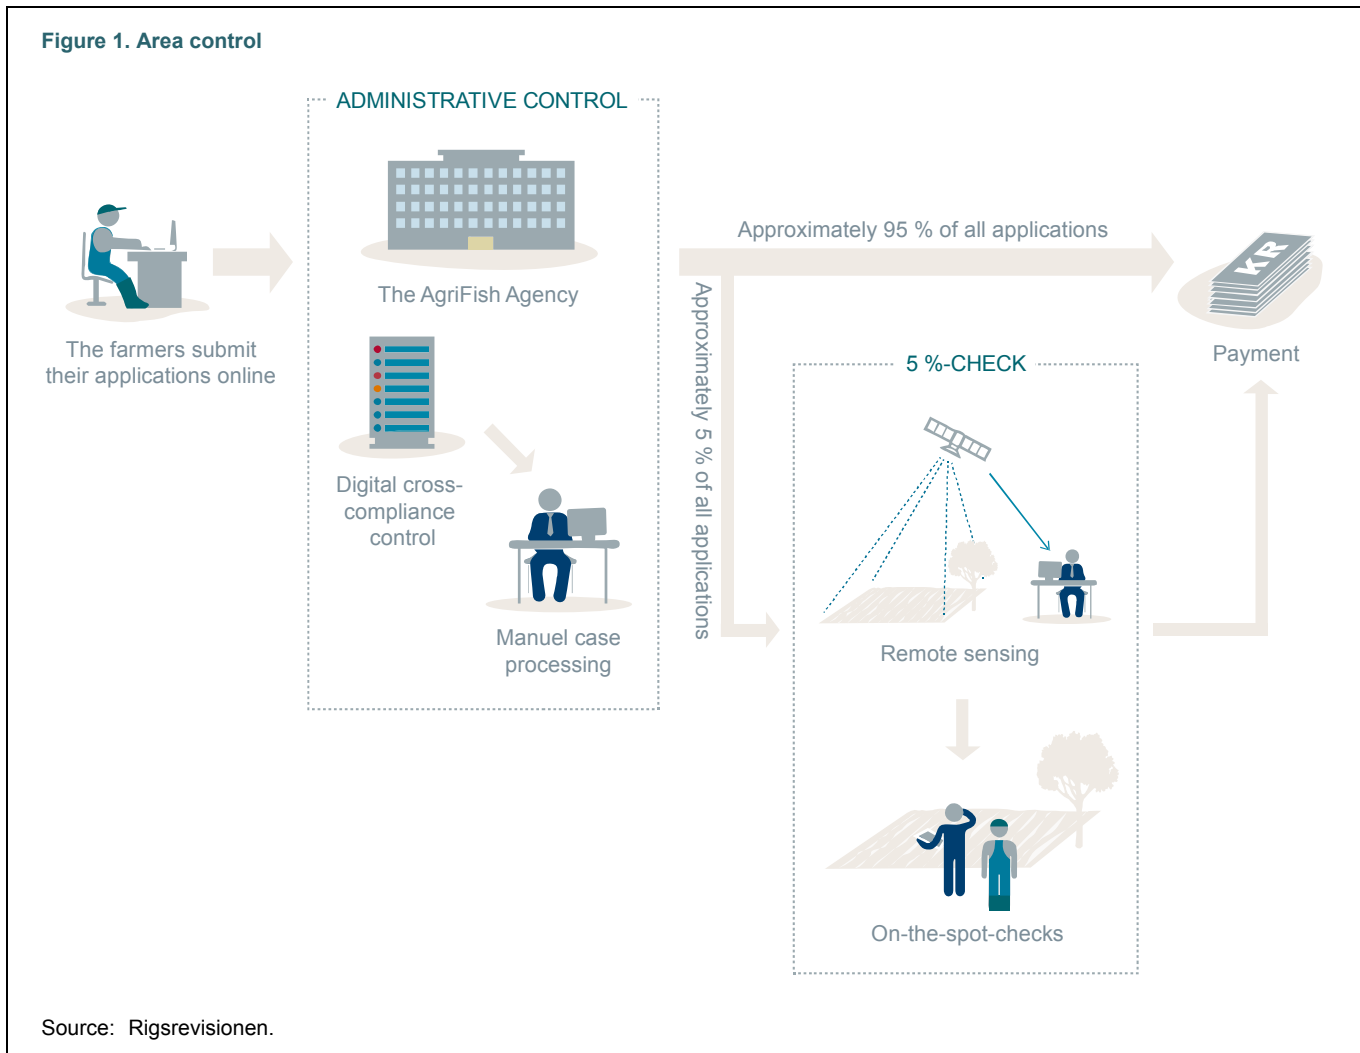 Figure 1. Area control
ADMINISTRATIVE CONTROL
The AgriFish Agency
The farmers submit
their applications online
Digital cross-
compliance
control
Manuel case
processing
Approximately 95 % of all applications
Approximately 5 % of all applications
KR
Payment
5 %-CHECK
Remote sensing
On-the-spot-checks
Source: Rigsrevisionen.